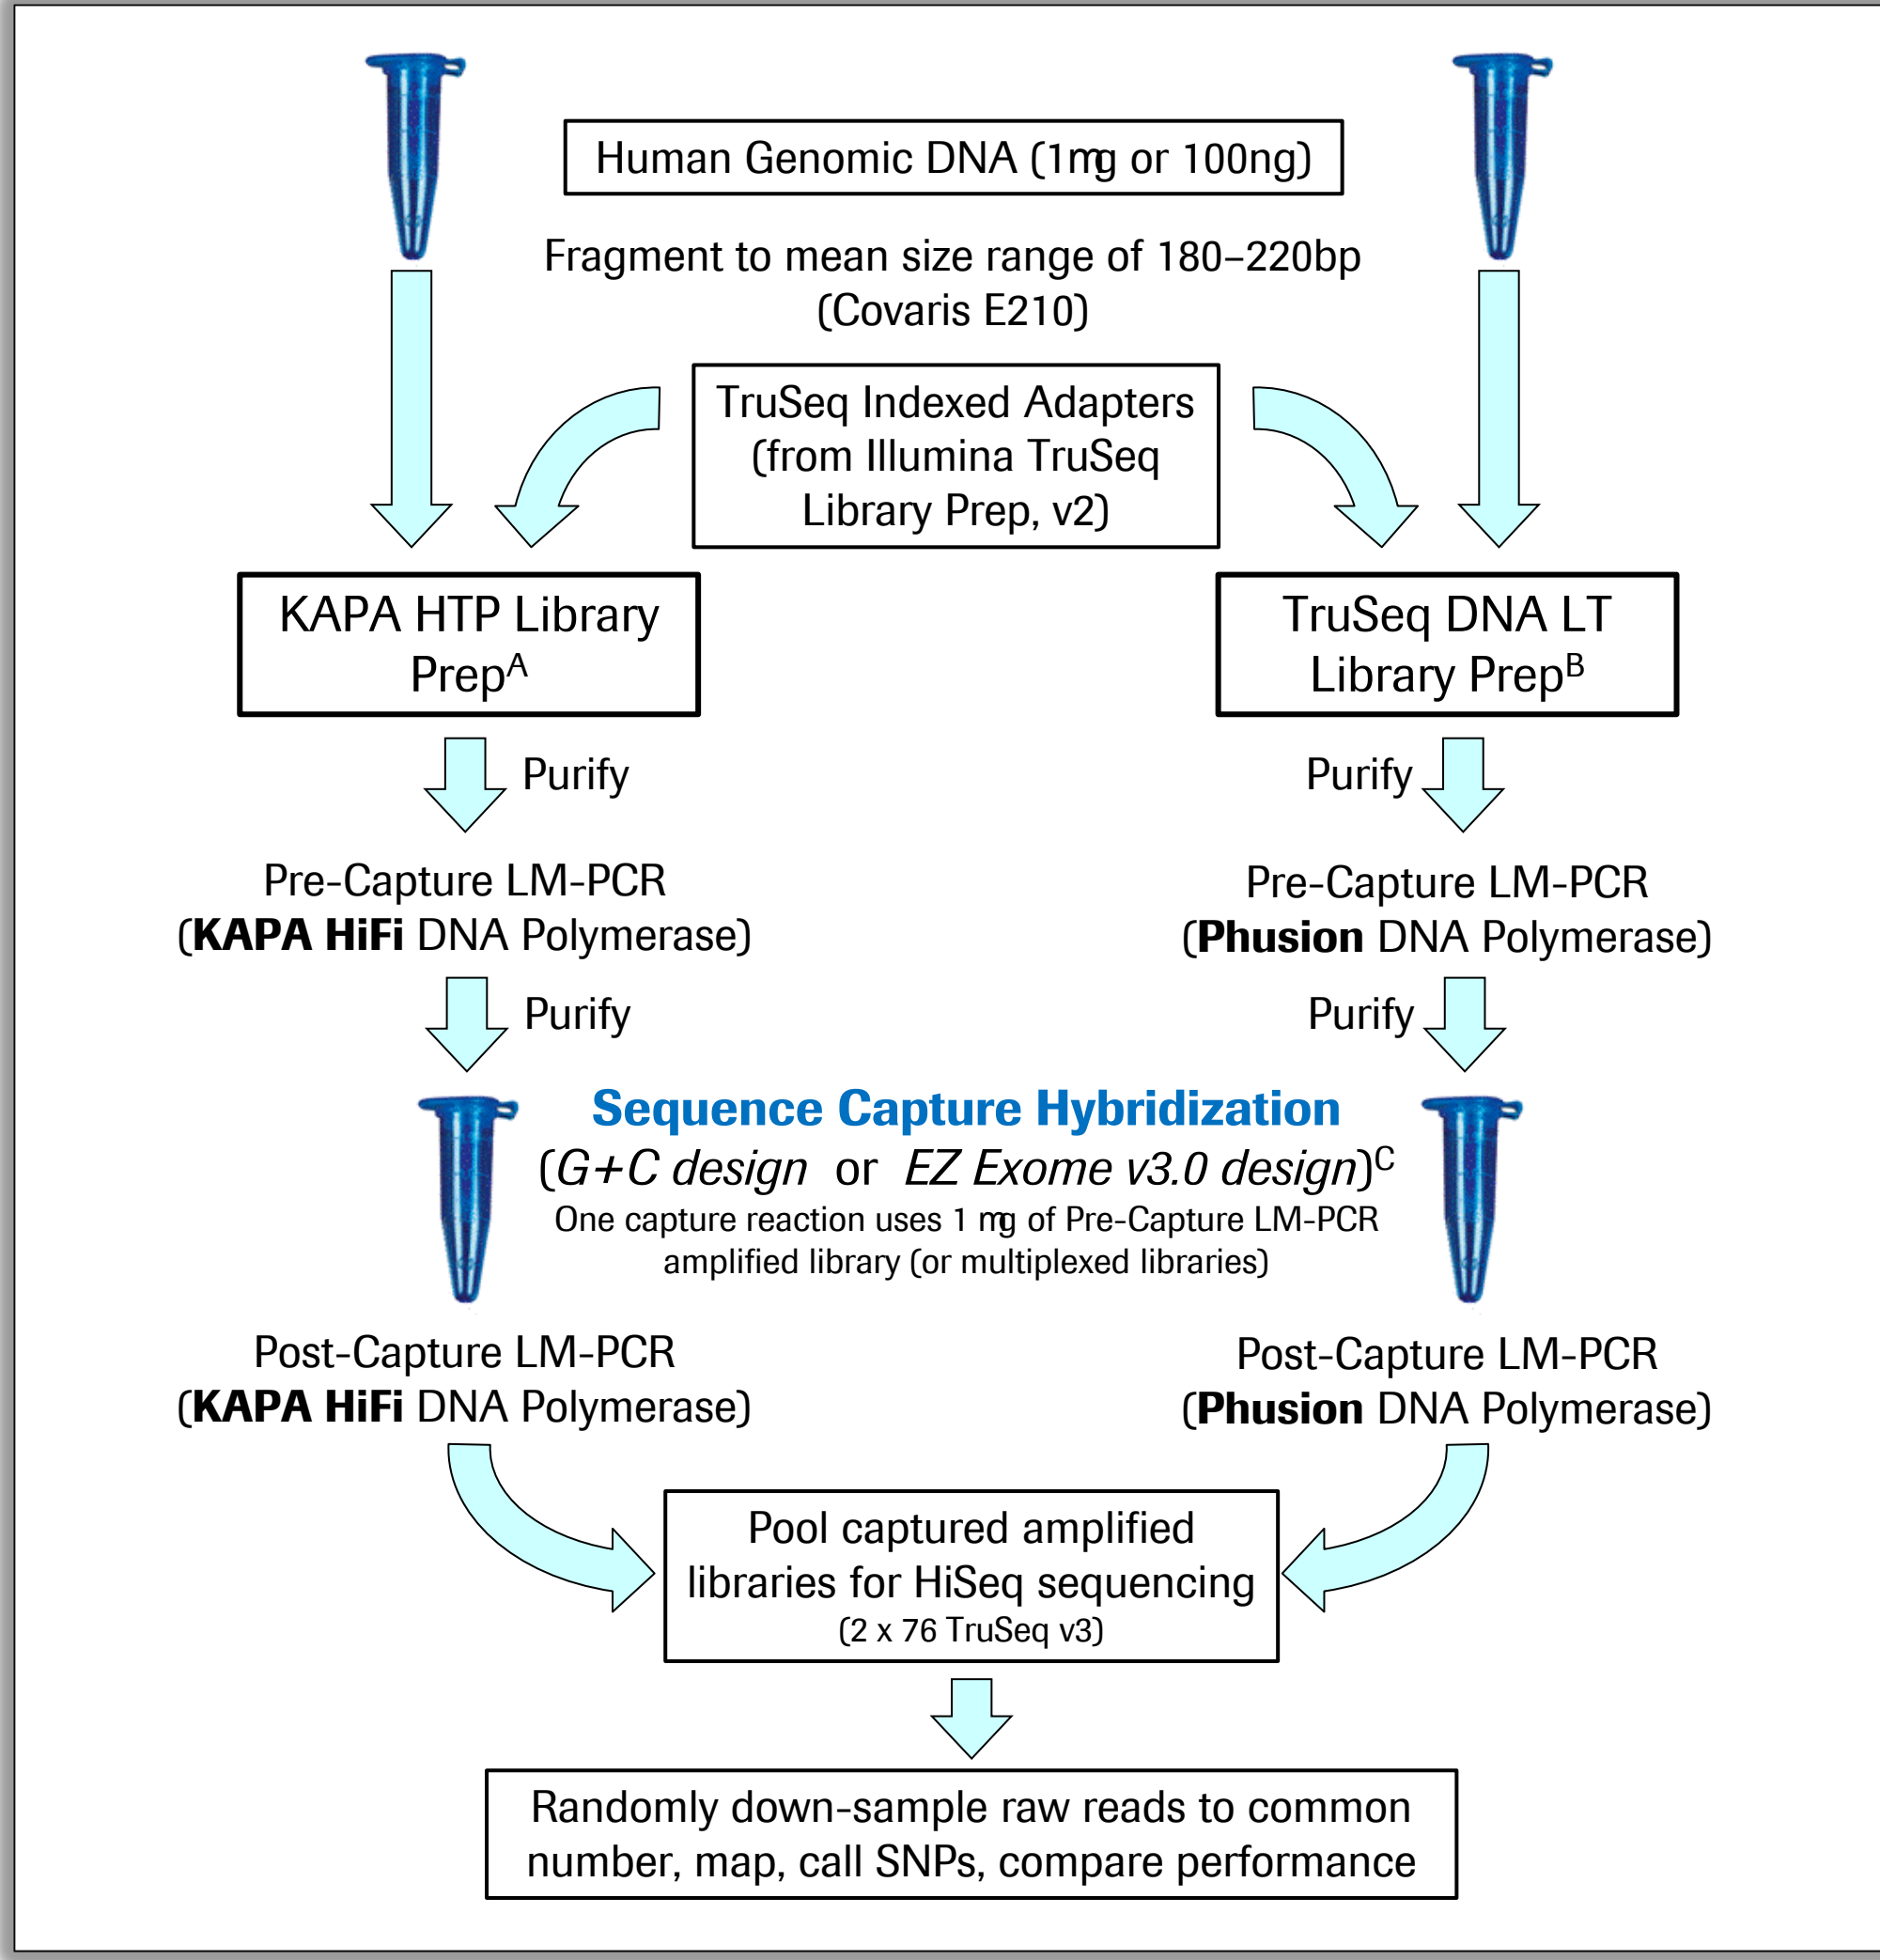 Human Genomic DNA (1mg or 100ng)
Fragment to mean size range of 180–220bp
(Covaris E210)
TruSeq Indexed Adapters
(from Illumina TruSeq
Library Prep, v2)
KAPA HTP Library
Prep^A
TruSeq DNA LT
Library Prep^B
Purify
Purify
Pre-Capture LM-PCR
(KAPA HiFi DNA Polymerase)
Pre-Capture LM-PCR
(Phusion DNA Polymerase)
Purify
Purify
Sequence Capture Hybridization
(G+C design or EZ Exome v3.0 design)^C
One capture reaction uses 1 mg of Pre-Capture LM-PCR
amplified library (or multiplexed libraries)
Post-Capture LM-PCR
(KAPA HiFi DNA Polymerase)
Post-Capture LM-PCR
(Phusion DNA Polymerase)
Pool captured amplified
libraries for HiSeq sequencing
(2 x 76 TruSeq v3)
Randomly down-sample raw reads to common
number, map, call SNPs, compare performance